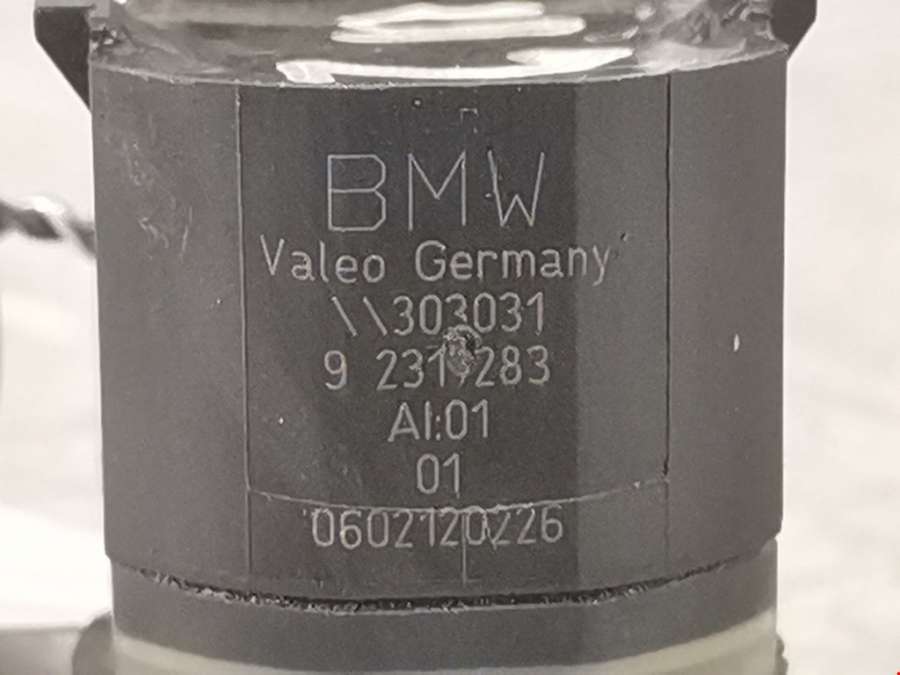 BMW
Valeo Germany
\\303031
9 231 283
AI:01
01
0602120226